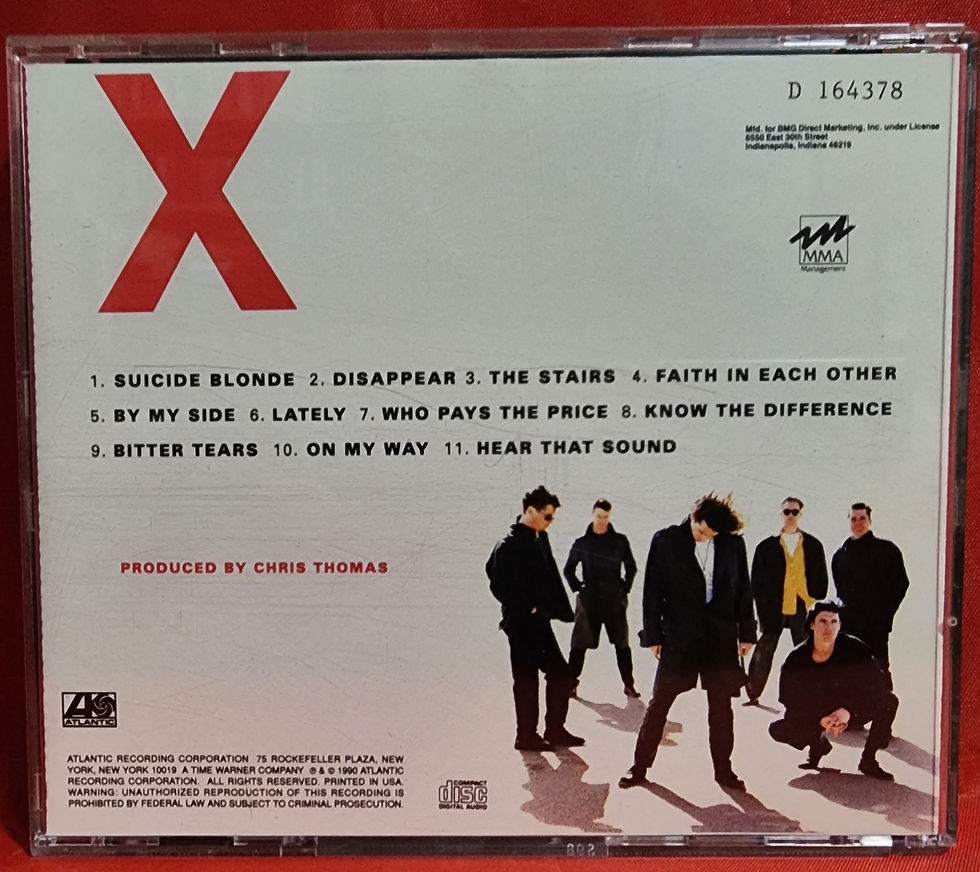 X
D 164378
Mfd. for BMG Direct Marketing, Inc. under License
6550 East 30th Street
Indianapolis, Indiana 46219
MMA
Management
1. SUICIDE BLONDE 2. DISAPPEAR 3. THE STAIRS 4. FAITH IN EACH OTHER
5. BY MY SIDE 6. LATELY 7. WHO PAYS THE PRICE 8. KNOW THE DIFFERENCE
9. BITTER TEARS 10. ON MY WAY 11. HEAR THAT SOUND
PRODUCED BY CHRIS THOMAS
ATLANTIC
ATLANTIC RECORDING CORPORATION 75 ROCKEFELLER PLAZA, NEW
YORK, NEW YORK 10019 A TIME WARNER COMPANY ℗ & © 1990 ATLANTIC
RECORDING CORPORATION. ALL RIGHTS RESERVED. PRINTED IN USA.
WARNING: UNAUTHORIZED REPRODUCTION OF THIS RECORDING IS
PROHIBITED BY FEDERAL LAW AND SUBJECT TO CRIMINAL PROSECUTION.
COMPACT
disc
DIGITAL AUDIO